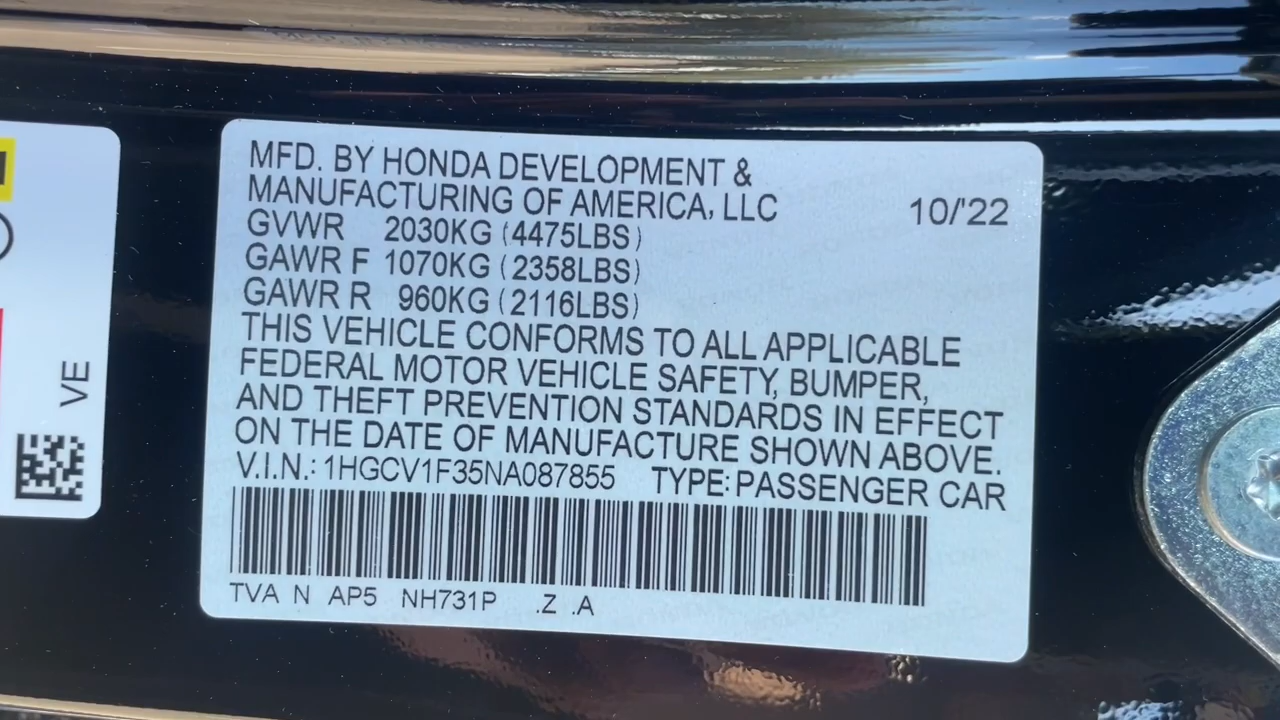 MFD. BY HONDA DEVELOPMENT &
MANUFACTURING OF AMERICA, LLC
10/'22
GVWR 2030KG (4475LBS)
GAWR F 1070KG (2358LBS)
GAWR R 960KG (2116LBS)
THIS VEHICLE CONFORMS TO ALL APPLICABLE
FEDERAL MOTOR VEHICLE SAFETY, BUMPER,
AND THEFT PREVENTION STANDARDS IN EFFECT
ON THE DATE OF MANUFACTURE SHOWN ABOVE.
V.I.N.: 1HGCV1F35NA087855 TYPE: PASSENGER CAR
TVA N AP5 NH731P .Z .A
VE